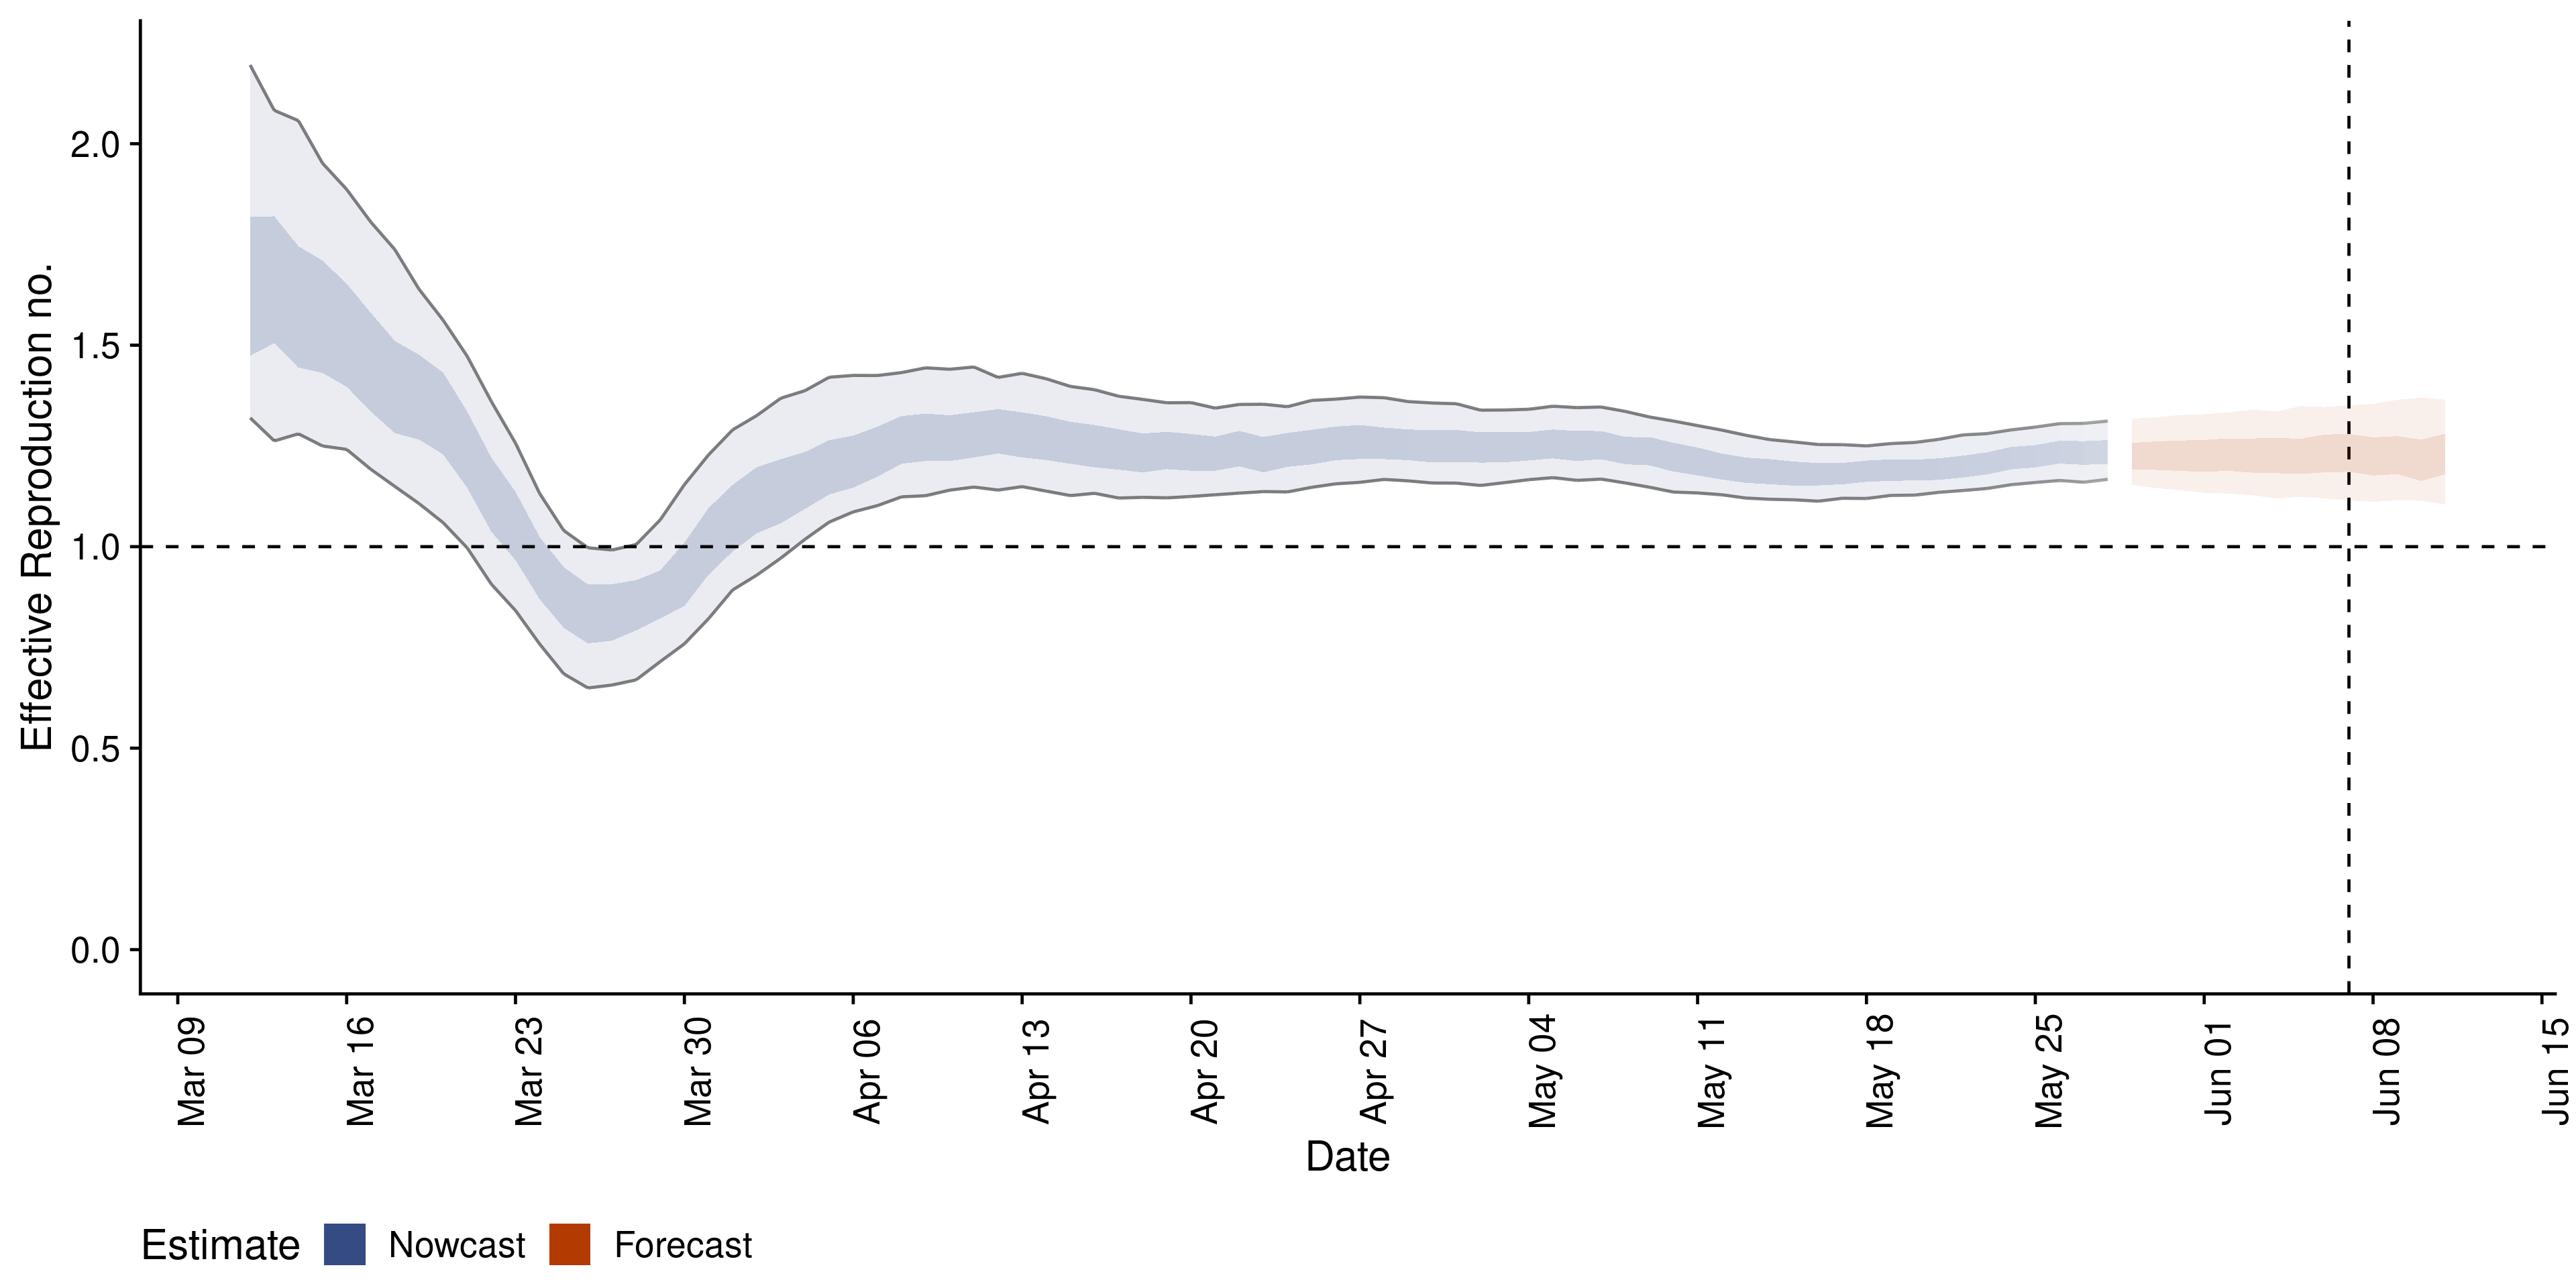 Effective Reproduction no.
2.0
1.5
1.0
0.5
0.0
Mar 09
Mar 16
Mar 23
Mar 30
Apr 06
Apr 13
Apr 20
Apr 27
May 04
May 11
May 18
May 25
Jun 01
Jun 08
Jun 15
Date
Estimate Nowcast Forecast